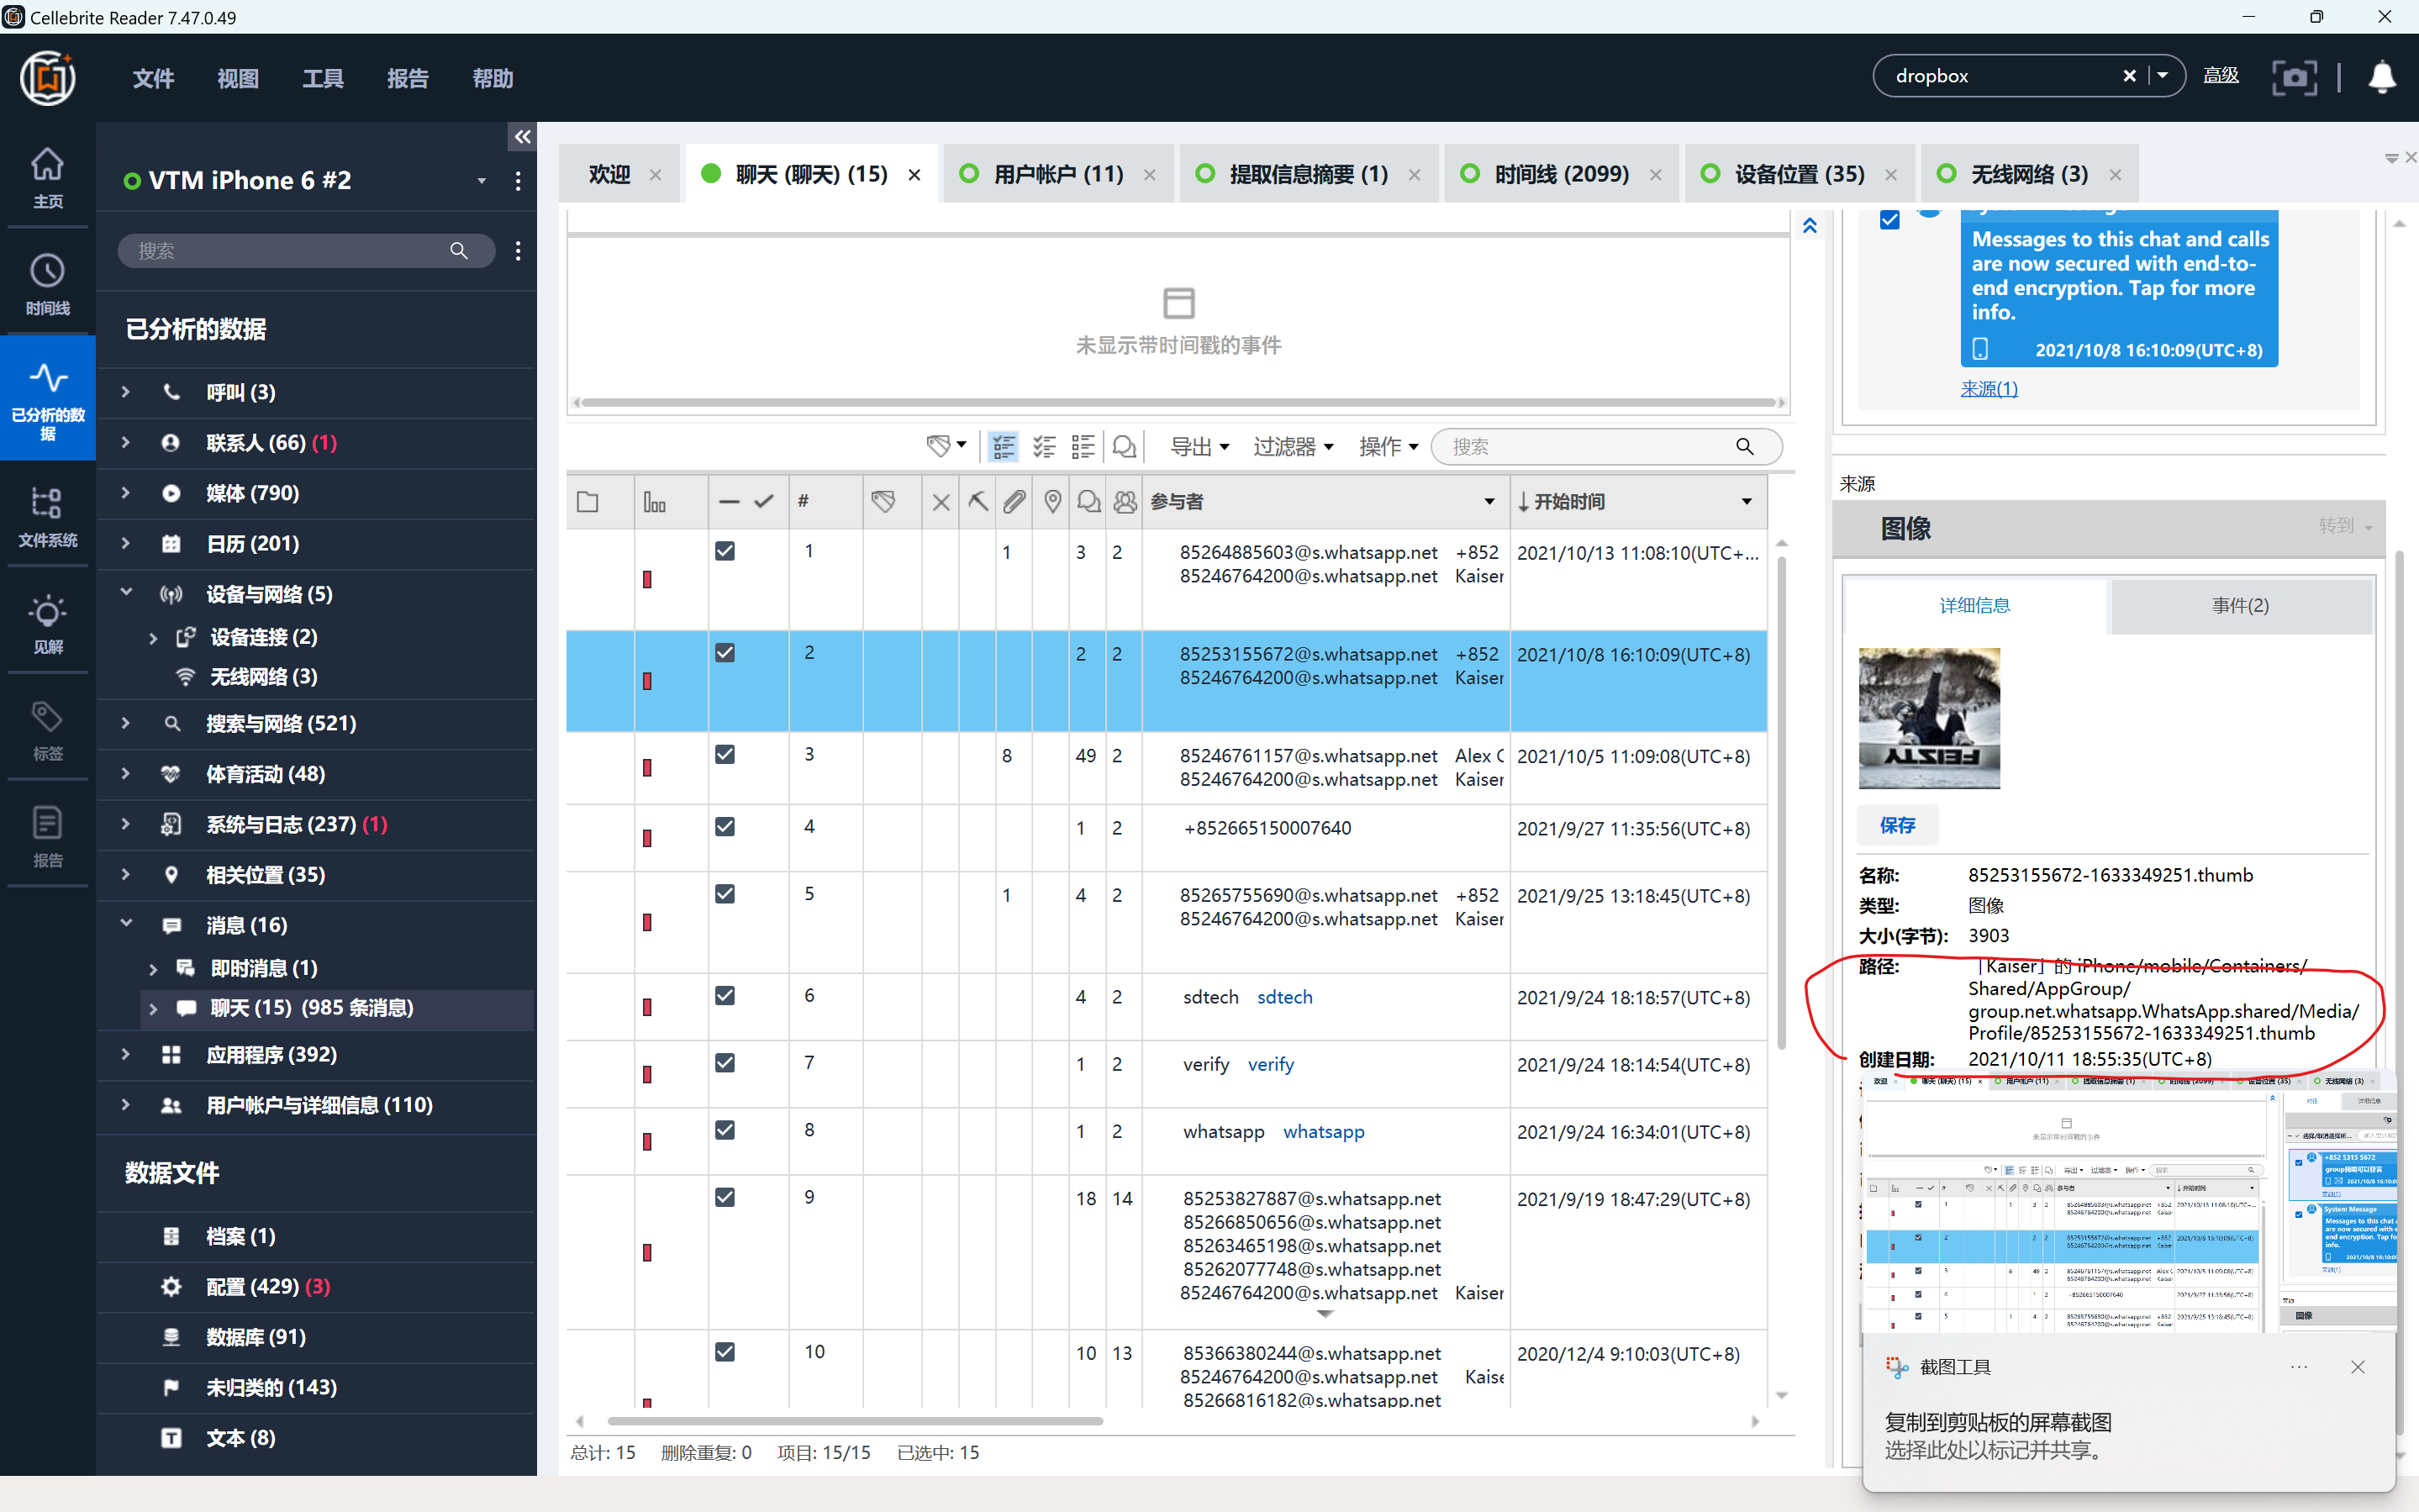 Cellebrite Reader 7.47.0.49
文件 视图 工具 报告 帮助
dropbox
高级
主页
时间线
已分析的数据
文件系统
见解
标签
报告
VTM iPhone 6 #2
搜索
已分析的数据
呼叫 (3)
联系人 (66) (1)
媒体 (790)
日历 (201)
设备与网络 (5)
设备连接 (2)
无线网络 (3)
搜索与网络 (521)
体育活动 (48)
系统与日志 (237) (1)
相关位置 (35)
消息 (16)
即时消息 (1)
聊天 (15) (985 条消息)
应用程序 (392)
用户帐户与详细信息 (110)
数据文件
档案 (1)
配置 (429) (3)
数据库 (91)
未归类的 (143)
文本 (8)
欢迎
聊天 (聊天) (15)
用户帐户 (11)
提取信息摘要 (1)
时间线 (2099)
设备位置 (35)
无线网络 (3)
未显示带时间戳的事件
导出 过滤器 操作 搜索
# 参与者 开始时间
1 1 3 2 85264885603@s.whatsapp.net +852 2021/10/13 11:08:10(UTC+...
85246764200@s.whatsapp.net Kaiser
2 2 2 85253155672@s.whatsapp.net +852 2021/10/8 16:10:09(UTC+8)
85246764200@s.whatsapp.net Kaiser
3 8 49 2 85246761157@s.whatsapp.net Alex C 2021/10/5 11:09:08(UTC+8)
85246764200@s.whatsapp.net Kaiser
4 1 2 +852665150007640 2021/9/27 11:35:56(UTC+8)
5 1 4 2 85265755690@s.whatsapp.net +852 2021/9/25 13:18:45(UTC+8)
85246764200@s.whatsapp.net Kaiser
6 4 2 sdtech sdtech 2021/9/24 18:18:57(UTC+8)
7 1 2 verify verify 2021/9/24 18:14:54(UTC+8)
8 1 2 whatsapp whatsapp 2021/9/24 16:34:01(UTC+8)
9 18 14 85253827887@s.whatsapp.net 2021/9/19 18:47:29(UTC+8)
85266850656@s.whatsapp.net
85263465198@s.whatsapp.net
85262077748@s.whatsapp.net
85246764200@s.whatsapp.net Kaiser
10 10 13 85366380244@s.whatsapp.net 2020/12/4 9:10:03(UTC+8)
85246764200@s.whatsapp.net Kaise
85266816182@s.whatsapp.net
总计: 15 删除重复: 0 项目: 15/15 已选中: 15
Messages to this chat and calls
are now secured with end-to-
end encryption. Tap for more
info.
2021/10/8 16:10:09(UTC+8)
来源(1)
来源
图像
转到
详细信息 事件(2)
FEISTY
保存
名称: 85253155672-1633349251.thumb
类型: 图像
大小(字节): 3903
路径: 「Kaiser」的 iPhone/mobile/Containers/
Shared/AppGroup/
group.net.whatsapp.WhatsApp.shared/Media/
Profile/85253155672-1633349251.thumb
创建日期: 2021/10/11 18:55:35(UTC+8)
截图工具
复制到剪贴板的屏幕截图
选择此处以标记并共享。